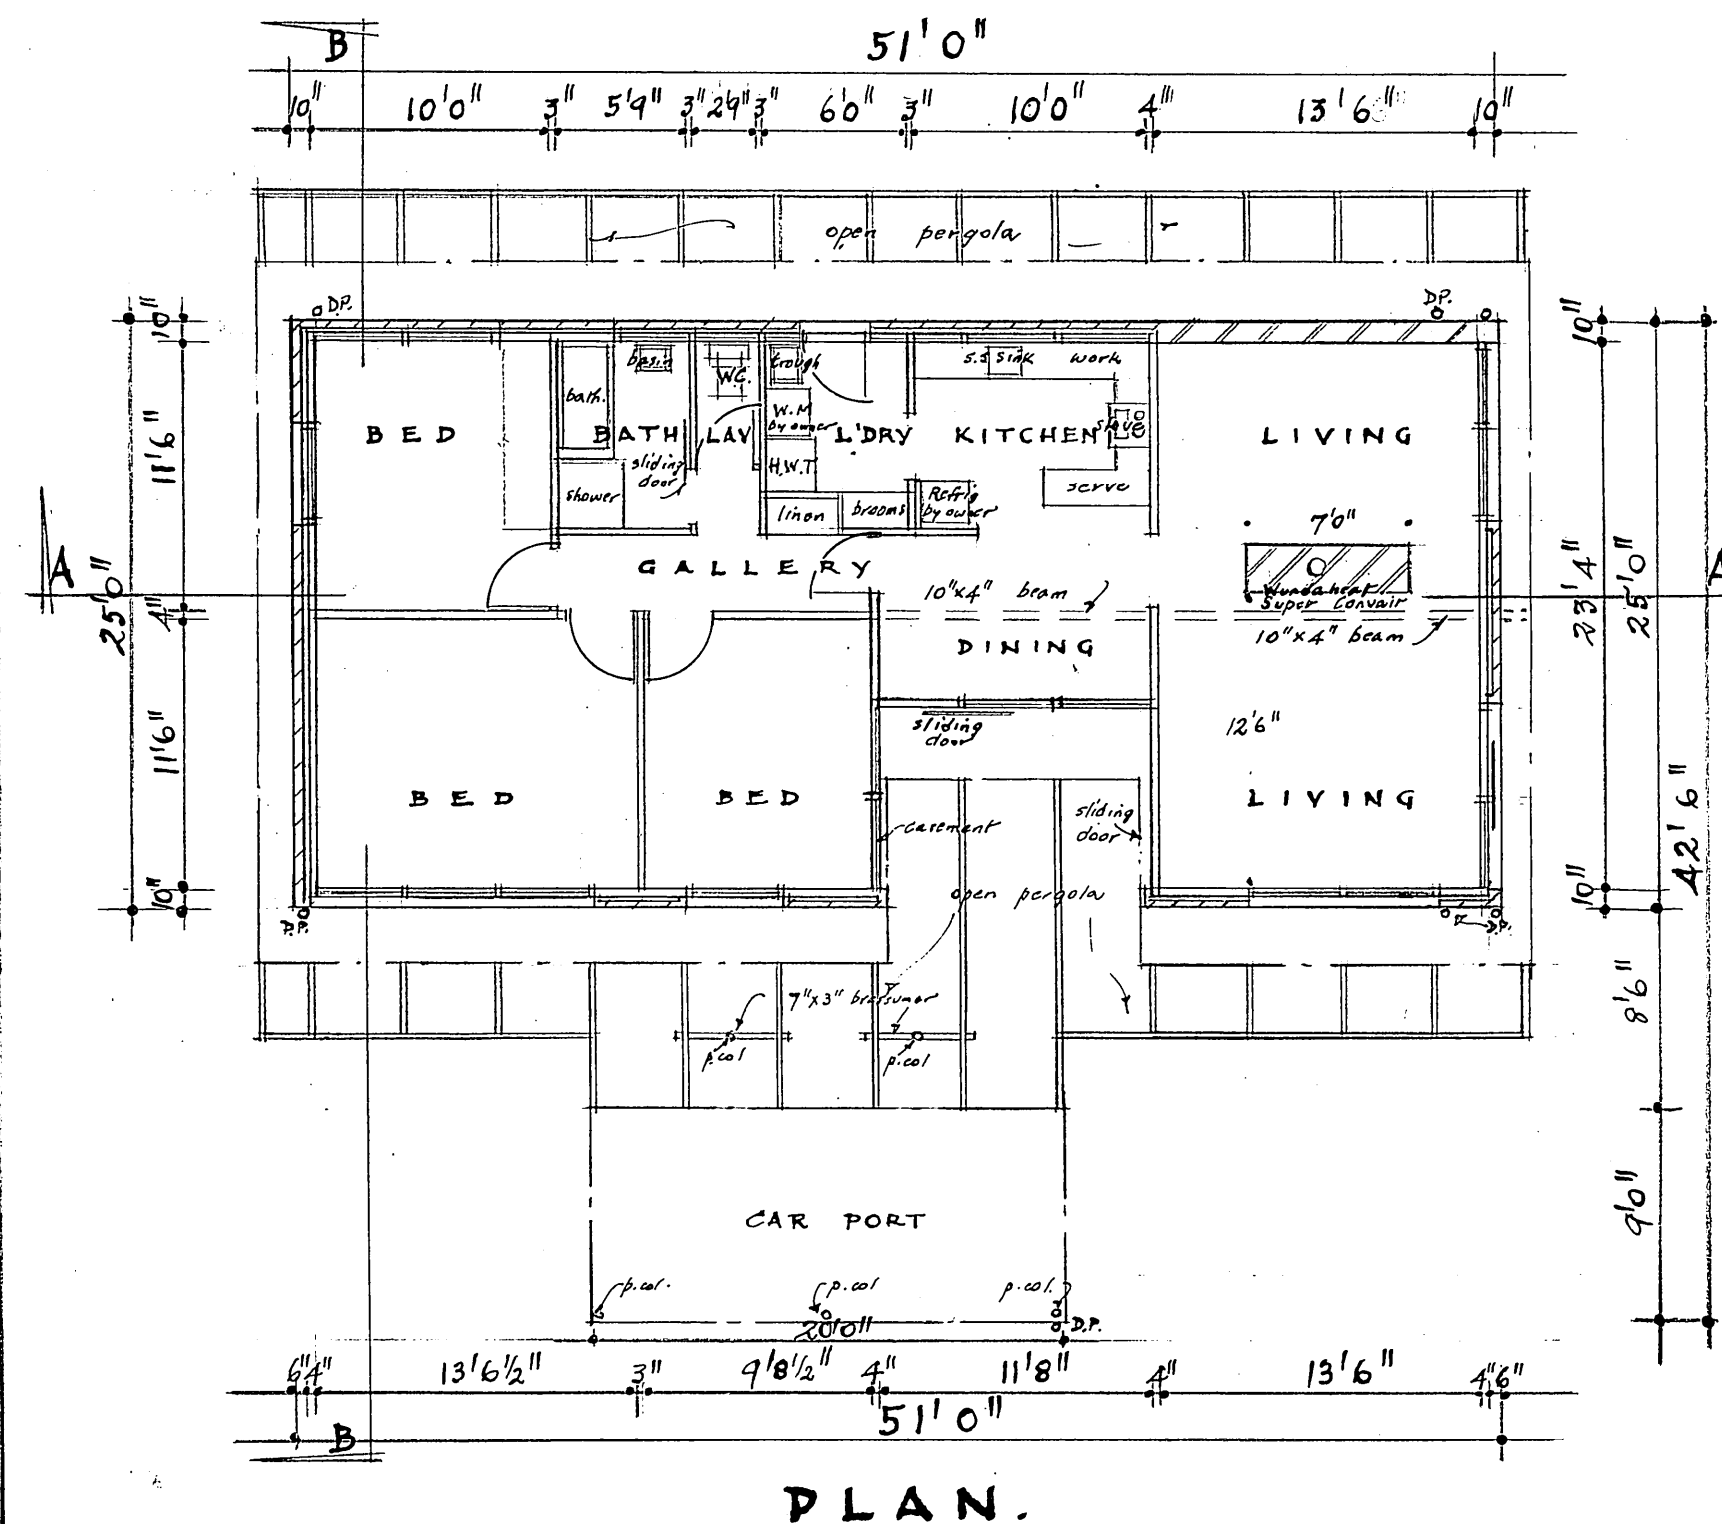 B
51'0"
10" 10'0" 3" 5'9" 3" 2'9" 3" 6'0" 3" 10'0" 4" 13'6" 10"
open pergola
D.P.
D.P.
10" 11'6" 4" 11'6" 10"
25'0"
10" 23'4" 10"
25'0" 8'6" 9'0"
42'6"
basin
W.C.
trough
s.s sink work
bath.
W.M
by owner
stove
BED
BATH
LAV
L'DRY
KITCHEN
LIVING
sliding
door
H.W.T
shower
linen
brooms
Refrig
by owner
serve
7'0"
A
A
GALLERY
10"x4" beam
Wundaheat
Super Convair
10"x4" beam
DINING
sliding
door
12'6"
BED
BED
LIVING
casement
sliding
door
open pergola
D.P.
D.P.
7"x3" bressumer
p.col
p.col
CAR PORT
p.col.
p.col
p.col.
20'0"
D.P.
6" 4" 13'6½" 3" 9'8½" 4" 11'8" 4" 13'6" 4" 6"
51'0"
B
PLAN.